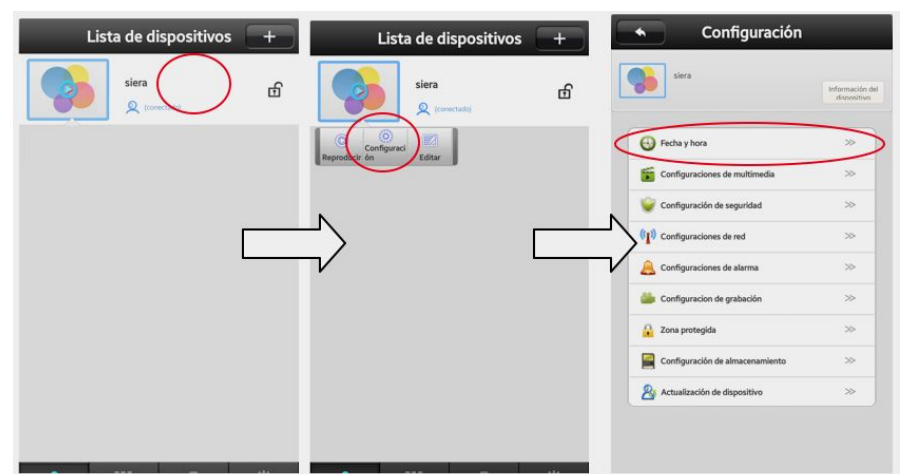 Lista de dispositivos +
siera
(conectado)
Lista de dispositivos +
siera
(conectado)
Reproducir
Configuraci
ón
Editar
Configuración
siera
Información del
dispositivo
Fecha y hora
Configuraciones de multimedia
Configuración de seguridad
Configuraciones de red
Configuraciones de alarma
Configuracion de grabación
Zona protegida
Configuración de almacenamiento
Actualización de dispositivo